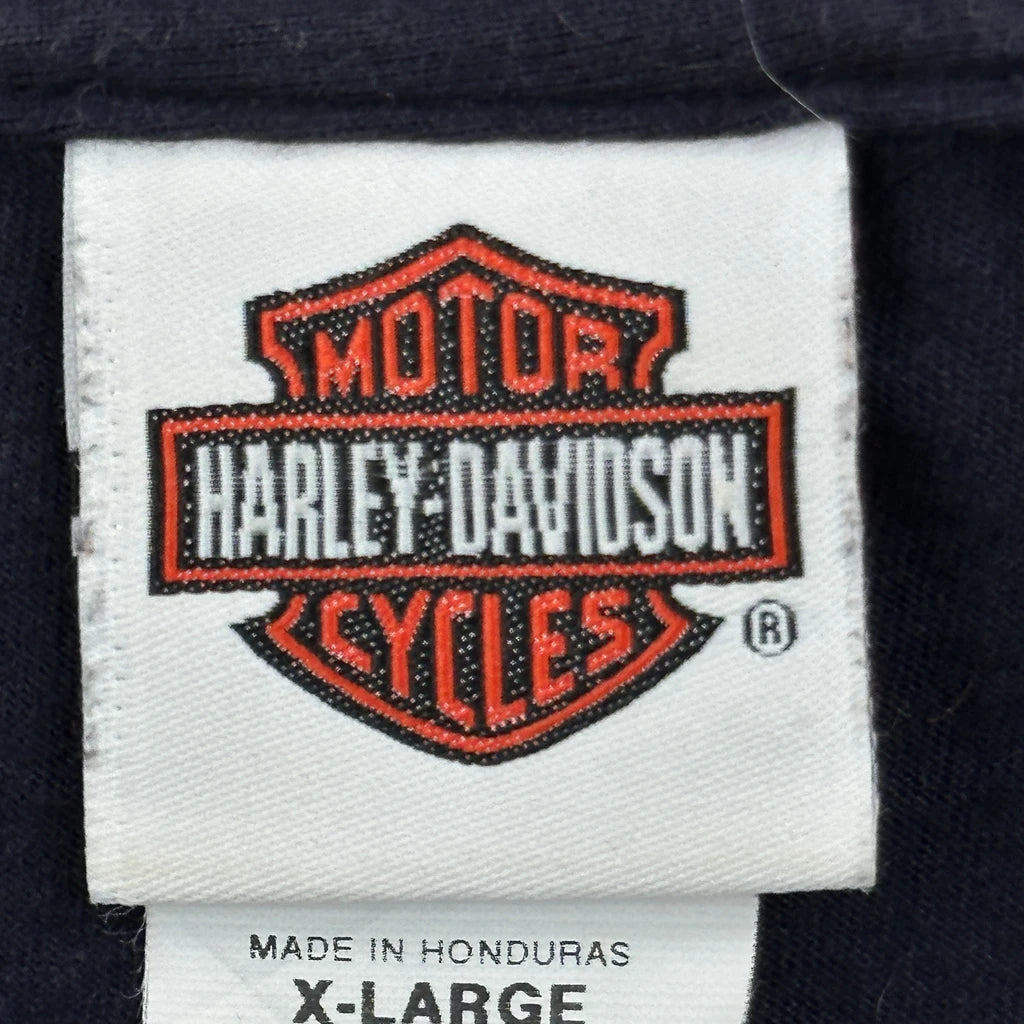 MOTOR
HARLEY-DAVIDSON
CYCLES
®
MADE IN HONDURAS
X-LARGE